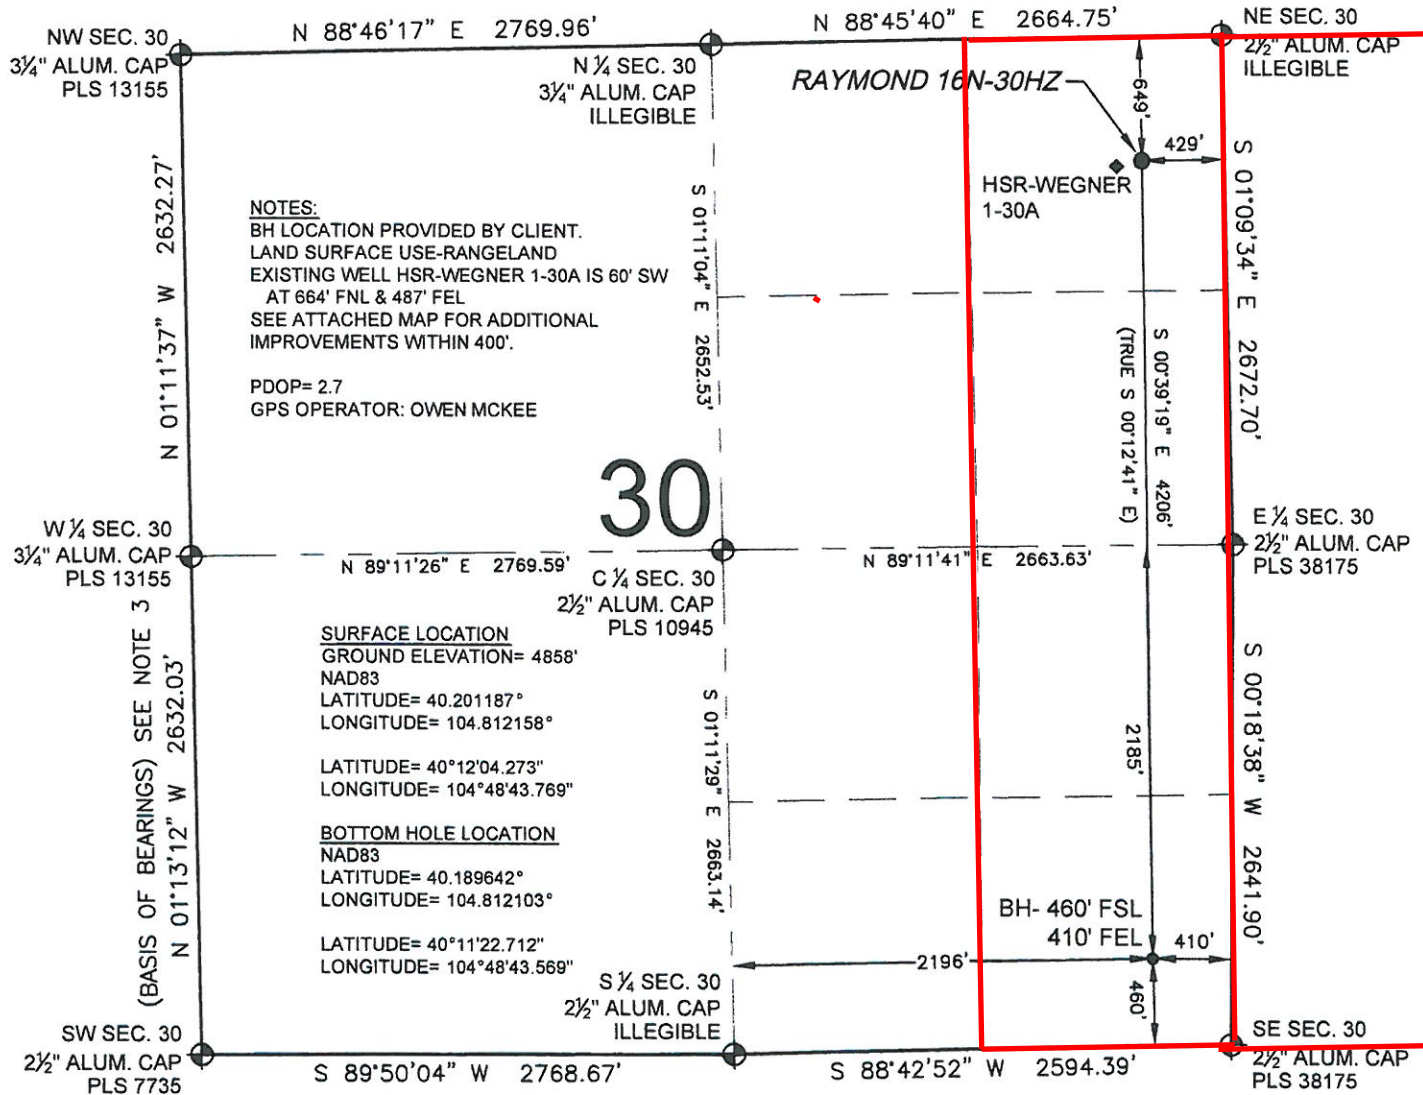 NW SEC. 30
3¼" ALUM. CAP
PLS 13155
N 88°46'17" E 2769.96'
N ¼ SEC. 30
3¼" ALUM. CAP
ILLEGIBLE
N 88°45'40" E 2664.75'
NE SEC. 30
2½" ALUM. CAP
ILLEGIBLE
RAYMOND 16N-30HZ
649'
429'
HSR-WEGNER
1-30A
N 01°11'37" W 2632.27'
NOTES:
BH LOCATION PROVIDED BY CLIENT.
LAND SURFACE USE-RANGELAND
EXISTING WELL HSR-WEGNER 1-30A IS 60' SW
AT 664' FNL & 487' FEL
SEE ATTACHED MAP FOR ADDITIONAL
IMPROVEMENTS WITHIN 400'.
PDOP= 2.7
GPS OPERATOR: OWEN MCKEE
S 01°11'04" E 2652.53'
S 00°39'19" E 4206'
(TRUE S 00°12'41" E)
S 01°09'34" E 2672.70'
30
W ¼ SEC. 30
3¼" ALUM. CAP
PLS 13155
N 89°11'26" E 2769.59'
C ¼ SEC. 30
2½" ALUM. CAP
PLS 10945
N 89°11'41" E 2663.63'
E ¼ SEC. 30
2½" ALUM. CAP
PLS 38175
(BASIS OF BEARINGS) SEE NOTE 3
N 01°13'12" W 2632.03'
SURFACE LOCATION
GROUND ELEVATION= 4858'
NAD83
LATITUDE= 40.201187°
LONGITUDE= 104.812158°
LATITUDE= 40°12'04.273"
LONGITUDE= 104°48'43.769"
BOTTOM HOLE LOCATION
NAD83
LATITUDE= 40.189642°
LONGITUDE= 104.812103°
LATITUDE= 40°11'22.712"
LONGITUDE= 104°48'43.569"
S 01°11'29" E 2663.14'
2185'
S 00°18'38" W 2641.90'
BH- 460' FSL
410' FEL
410'
2196'
460'
SW SEC. 30
2½" ALUM. CAP
PLS 7735
S 89°50'04" W 2768.67'
S ¼ SEC. 30
2½" ALUM. CAP
ILLEGIBLE
S 88°42'52" W 2594.39'
SE SEC. 30
2½" ALUM. CAP
PLS 38175